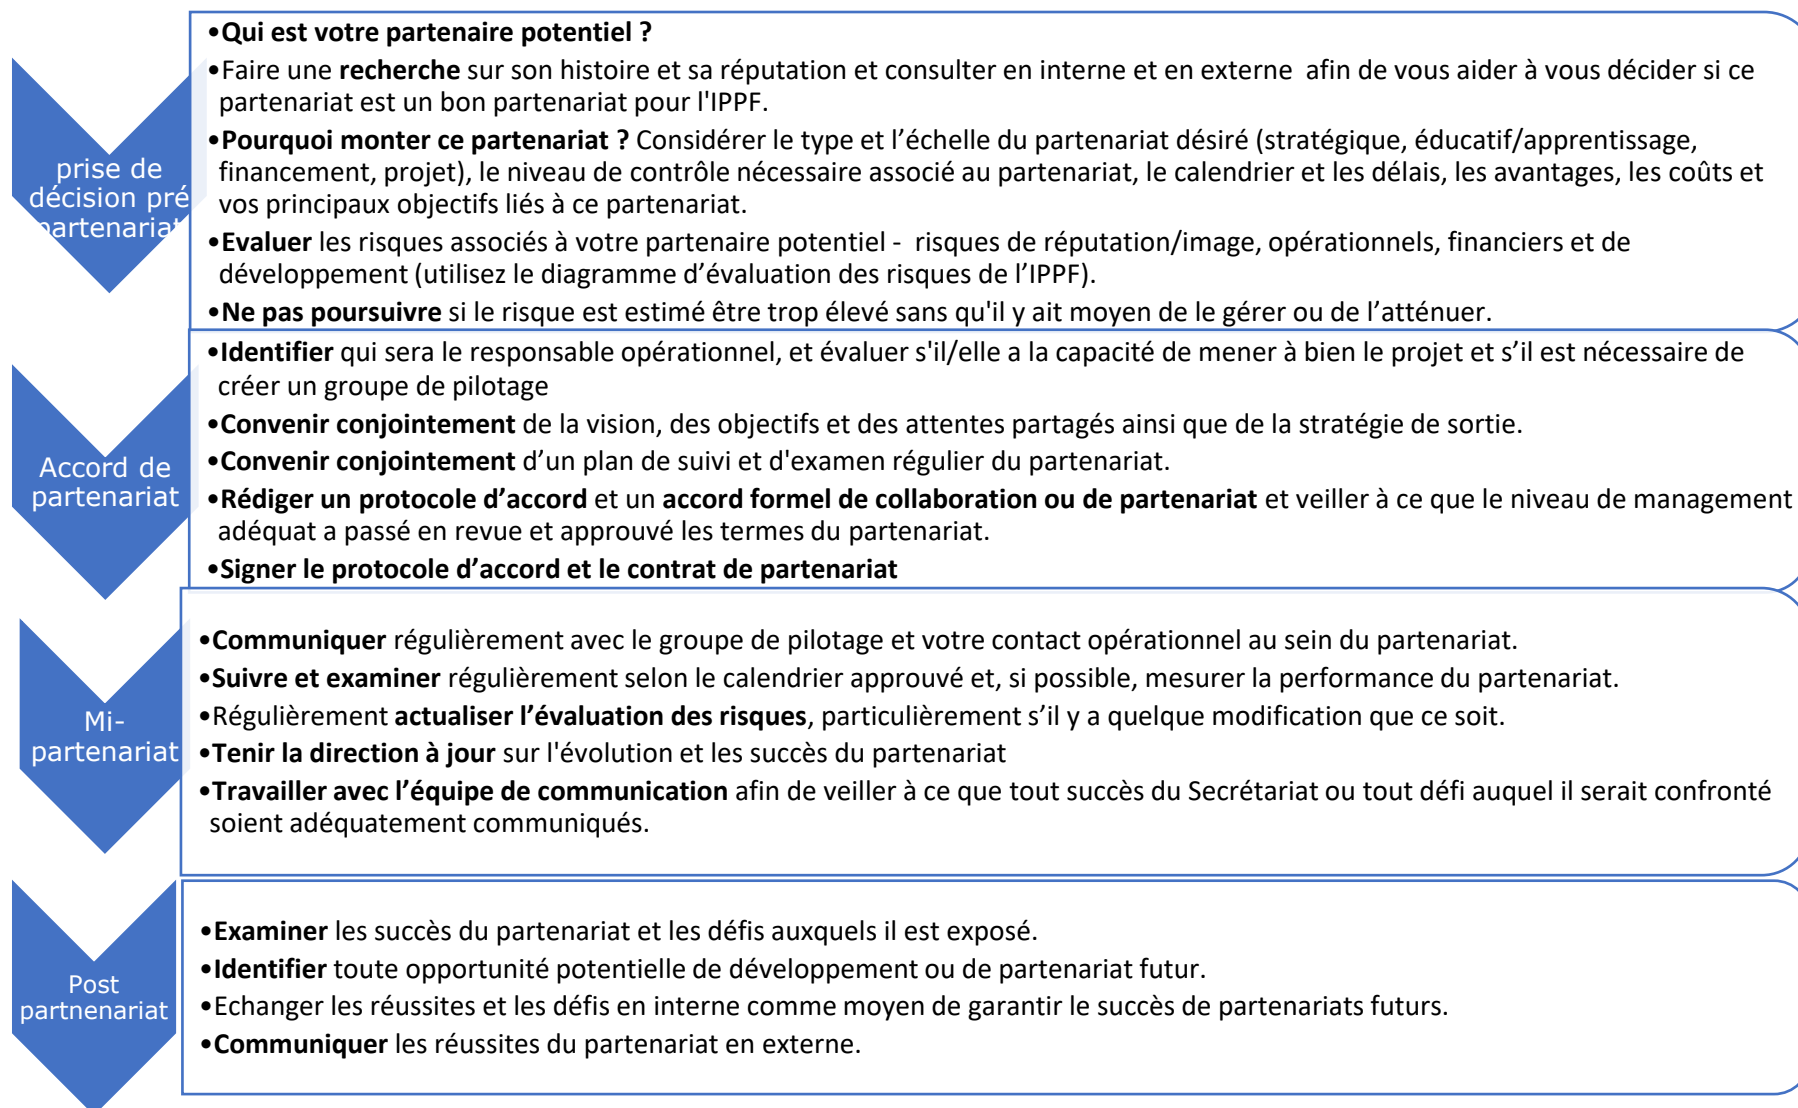 prise de
décision pré
partenariat
•Qui est votre partenaire potentiel ?
•Faire une recherche sur son histoire et sa réputation et consulter en interne et en externe  afin de vous aider à vous décider si ce
partenariat est un bon partenariat pour l'IPPF.
•Pourquoi monter ce partenariat ? Considérer le type et l’échelle du partenariat désiré (stratégique, éducatif/apprentissage,
financement, projet), le niveau de contrôle nécessaire associé au partenariat, le calendrier et les délais, les avantages, les coûts et
vos principaux objectifs liés à ce partenariat.
•Evaluer les risques associés à votre partenaire potentiel -  risques de réputation/image, opérationnels, financiers et de
développement (utilisez le diagramme d’évaluation des risques de l’IPPF).
•Ne pas poursuivre si le risque est estimé être trop élevé sans qu'il y ait moyen de le gérer ou de l’atténuer.
Accord de
partenariat
•Identifier qui sera le responsable opérationnel, et évaluer s'il/elle a la capacité de mener à bien le projet et s’il est nécessaire de
créer un groupe de pilotage
•Convenir conjointement de la vision, des objectifs et des attentes partagés ainsi que de la stratégie de sortie.
•Convenir conjointement d’un plan de suivi et d'examen régulier du partenariat.
•Rédiger un protocole d’accord et un accord formel de collaboration ou de partenariat et veiller à ce que le niveau de management
adéquat a passé en revue et approuvé les termes du partenariat.
•Signer le protocole d’accord et le contrat de partenariat
Mi-
partenariat
•Communiquer régulièrement avec le groupe de pilotage et votre contact opérationnel au sein du partenariat.
•Suivre et examiner régulièrement selon le calendrier approuvé et, si possible, mesurer la performance du partenariat.
•Régulièrement actualiser l’évaluation des risques, particulièrement s’il y a quelque modification que ce soit.
•Tenir la direction à jour sur l'évolution et les succès du partenariat
•Travailler avec l’équipe de communication afin de veiller à ce que tout succès du Secrétariat ou tout défi auquel il serait confronté
soient adéquatement communiqués.
Post
partnenariat
•Examiner les succès du partenariat et les défis auxquels il est exposé.
•Identifier toute opportunité potentielle de développement ou de partenariat futur.
•Echanger les réussites et les défis en interne comme moyen de garantir le succès de partenariats futurs.
•Communiquer les réussites du partenariat en externe.